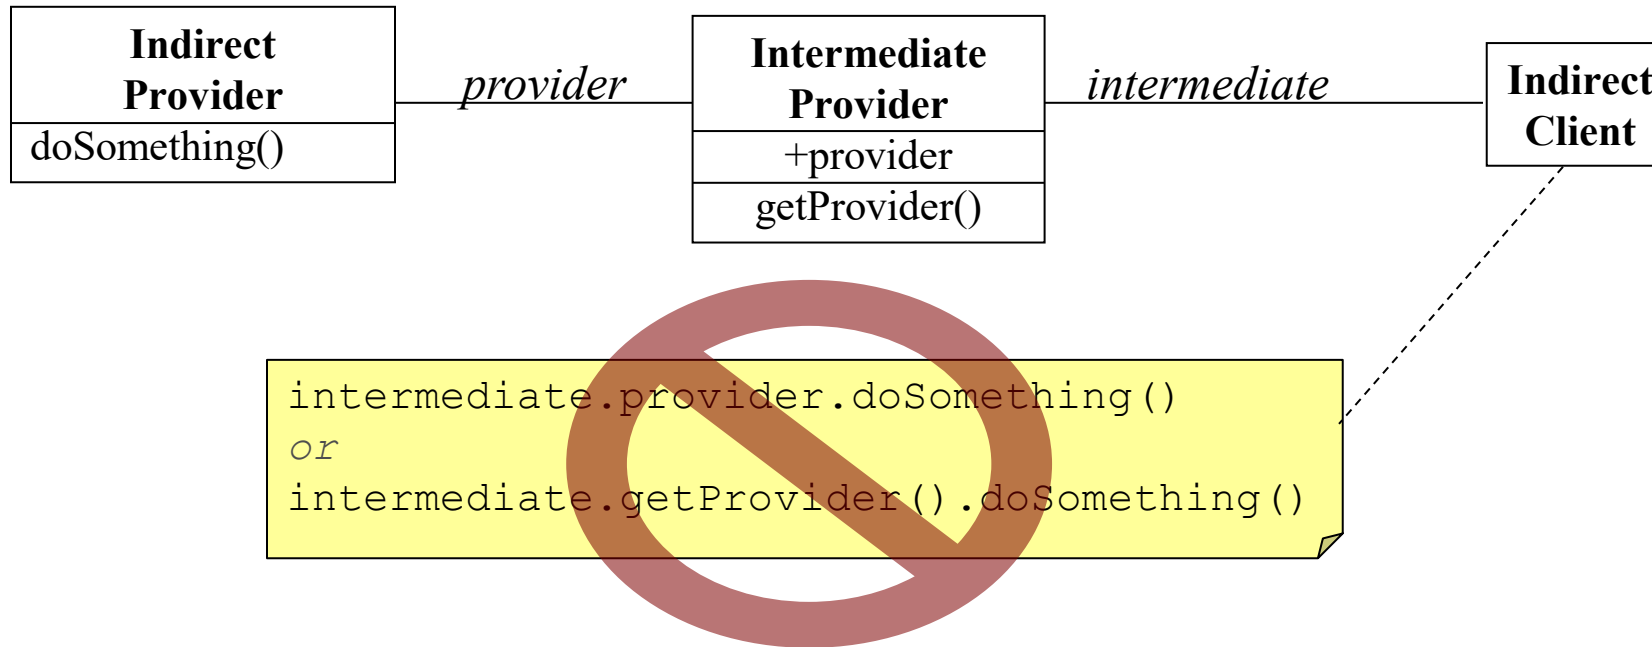 Indirect
Provider
doSomething()
provider
Intermediate
Provider
+provider
getProvider()
intermediate
Indirect
Client
intermediate.provider.doSomething()
or
intermediate.getProvider().doSomething()